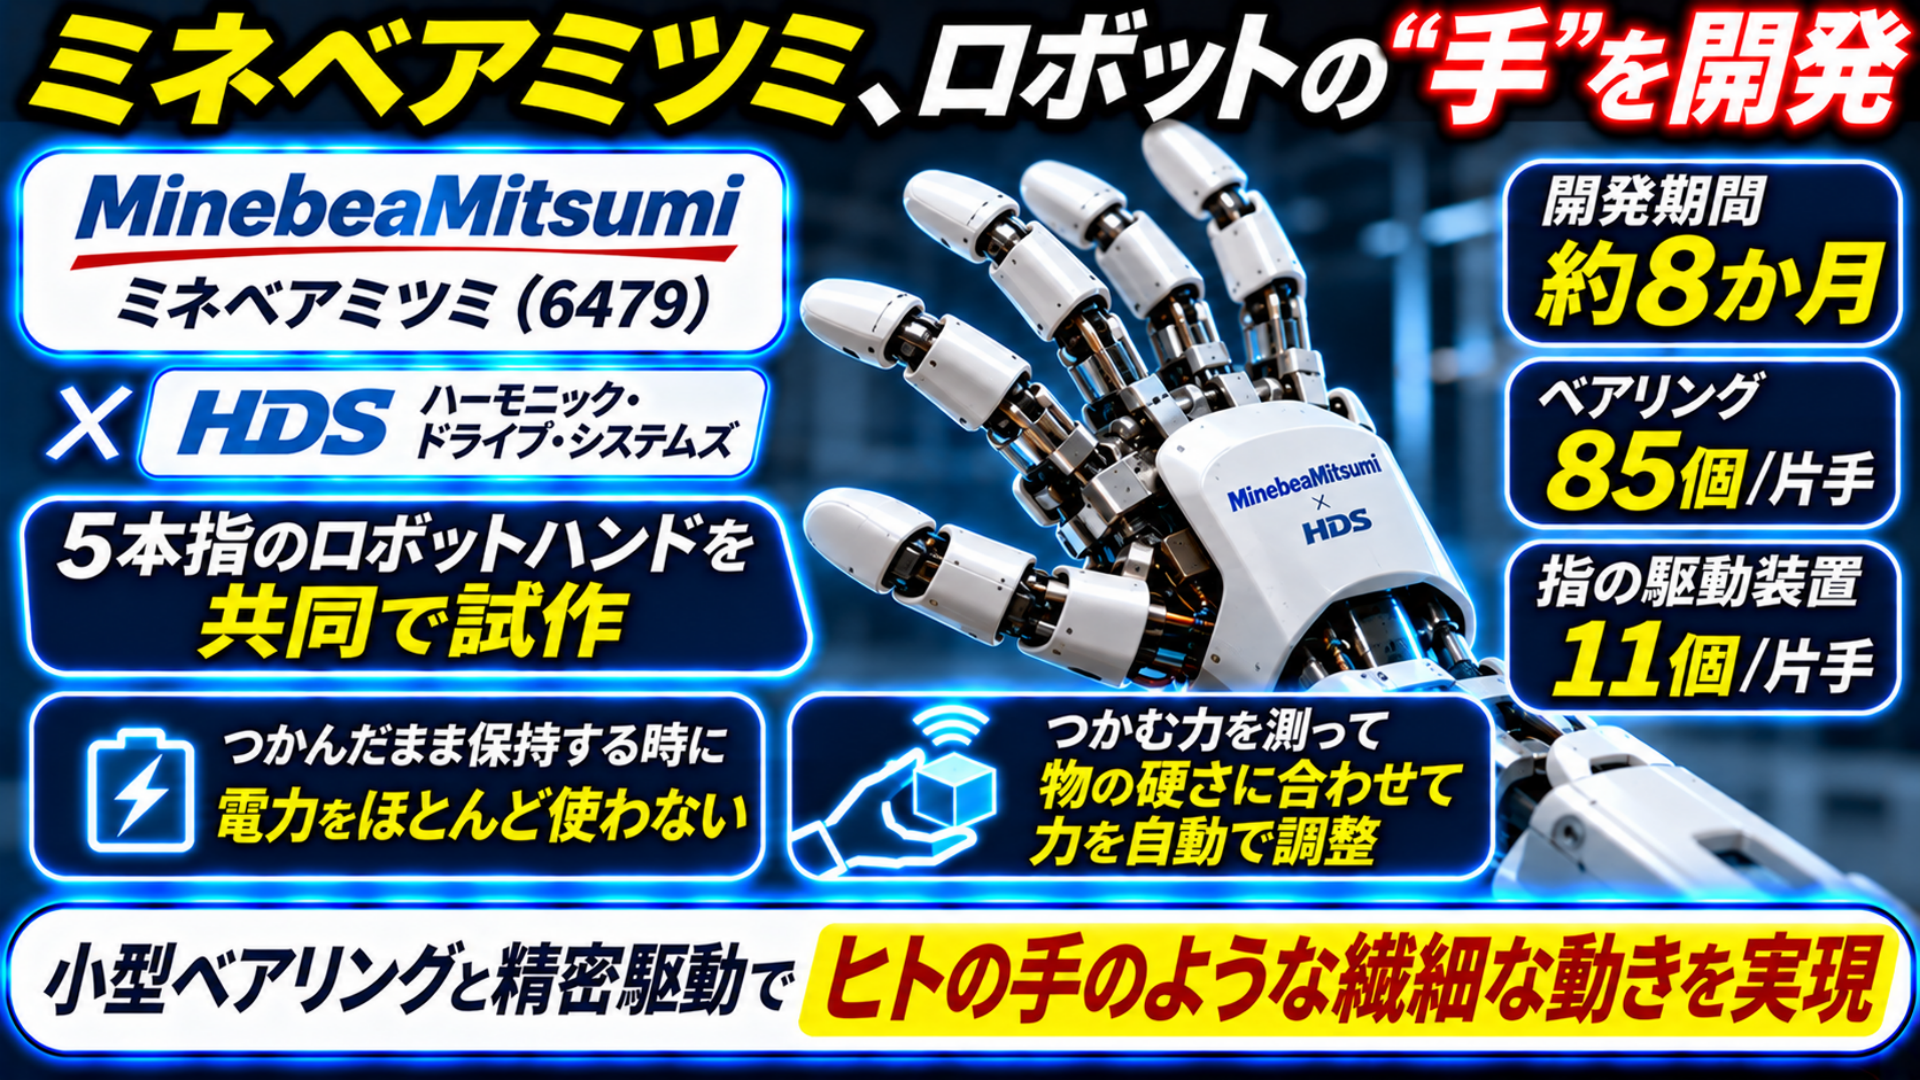 ミネベアミツミ、ロボットの“手”を開発
MinebeaMitsumi
ミネベアミツミ（6479）
× HDS ハーモニック・
ドライブ・システムズ
5本指のロボットハンドを
共同で試作
開発期間
約8か月
ベアリング
85個/片手
指の駆動装置
11個/片手
MinebeaMitsumi
×
HDS
つかんだまま保持する時に
電力をほとんど使わない
つかむ力を測って
物の硬さに合わせて
力を自動で調整
小型ベアリングと精密駆動で ヒトの手のような繊細な動きを実現